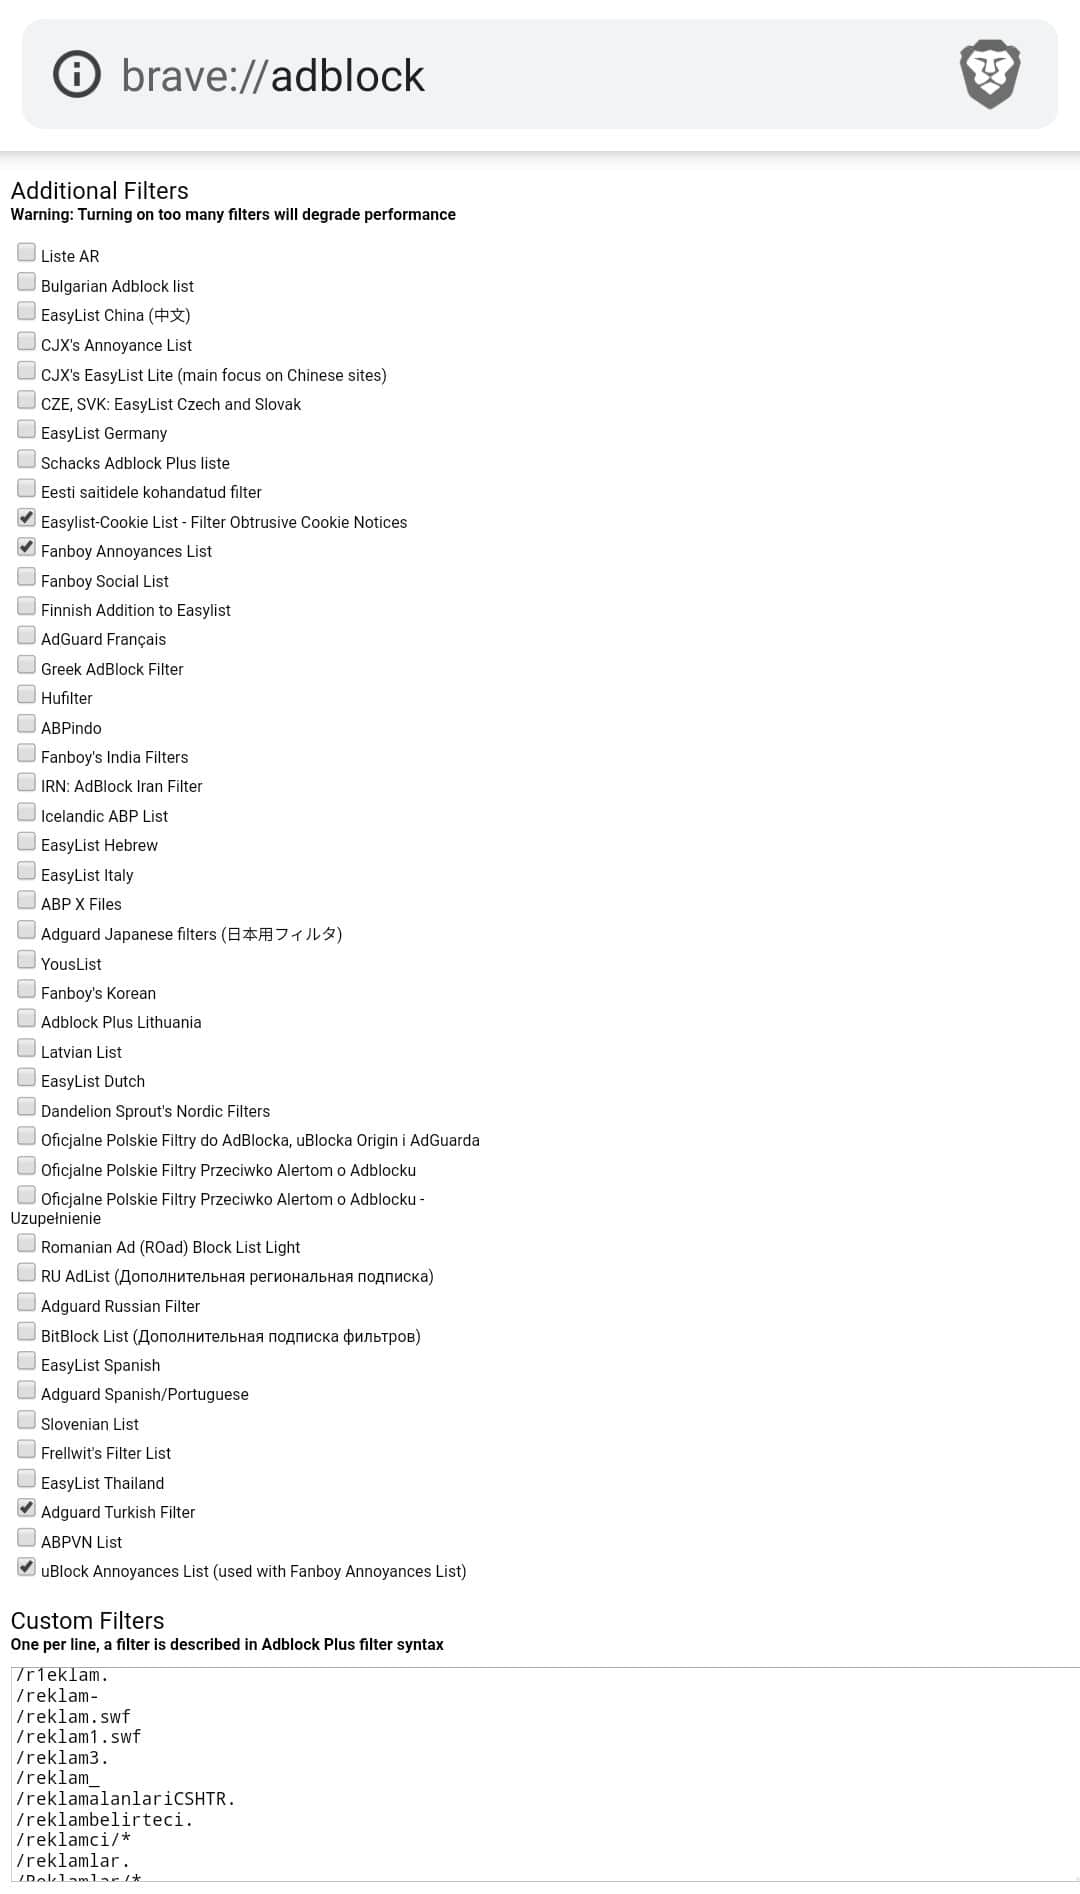 brave://adblock
Additional Filters
Warning: Turning on too many filters will degrade performance
Liste AR
Bulgarian Adblock list
EasyList China (中文)
CJX's Annoyance List
CJX's EasyList Lite (main focus on Chinese sites)
CZE, SVK: EasyList Czech and Slovak
EasyList Germany
Schacks Adblock Plus liste
Eesti saitidele kohandatud filter
Easylist-Cookie List - Filter Obtrusive Cookie Notices
Fanboy Annoyances List
Fanboy Social List
Finnish Addition to Easylist
AdGuard Français
Greek AdBlock Filter
Hufilter
ABPindo
Fanboy's India Filters
IRN: AdBlock Iran Filter
Icelandic ABP List
EasyList Hebrew
EasyList Italy
ABP X Files
Adguard Japanese filters (日本用フィルタ)
YousList
Fanboy's Korean
Adblock Plus Lithuania
Latvian List
EasyList Dutch
Dandelion Sprout's Nordic Filters
Oficjalne Polskie Filtry do AdBlocka, uBlocka Origin i AdGuarda
Oficjalne Polskie Filtry Przeciwko Alertom o Adblocku
Oficjalne Polskie Filtry Przeciwko Alertom o Adblocku -
Uzupełnienie
Romanian Ad (ROad) Block List Light
RU AdList (Дополнительная региональная подписка)
Adguard Russian Filter
BitBlock List (Дополнительная подписка фильтров)
EasyList Spanish
Adguard Spanish/Portuguese
Slovenian List
Frellwit's Filter List
EasyList Thailand
Adguard Turkish Filter
ABPVN List
uBlock Annoyances List (used with Fanboy Annoyances List)
Custom Filters
One per line, a filter is described in Adblock Plus filter syntax
/r1eklam.
/reklam-
/reklam.swf
/reklam1.swf
/reklam3.
/reklam_
/reklamalanlariCSHTR.
/reklambelirteci.
/reklamci/*
/reklamlar.
/Reklamlar/*